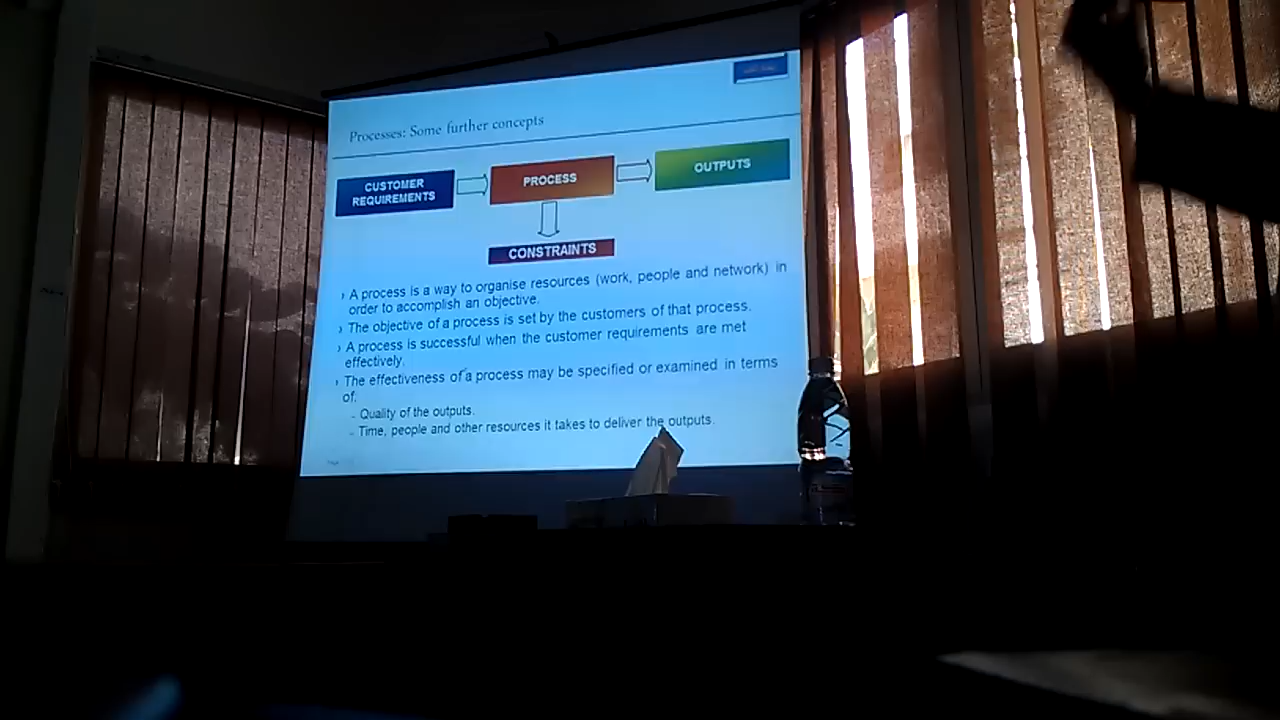 Processes: Some further concepts
CUSTOMER
REQUIREMENTS
PROCESS
OUTPUTS
CONSTRAINTS
› A process is a way to organise resources (work, people and network) in
order to accomplish an objective.
› The objective of a process is set by the customers of that process.
› A process is successful when the customer requirements are met
effectively.
› The effectiveness of a process may be specified or examined in terms
of:
- Quality of the outputs.
- Time, people and other resources it takes to deliver the outputs.